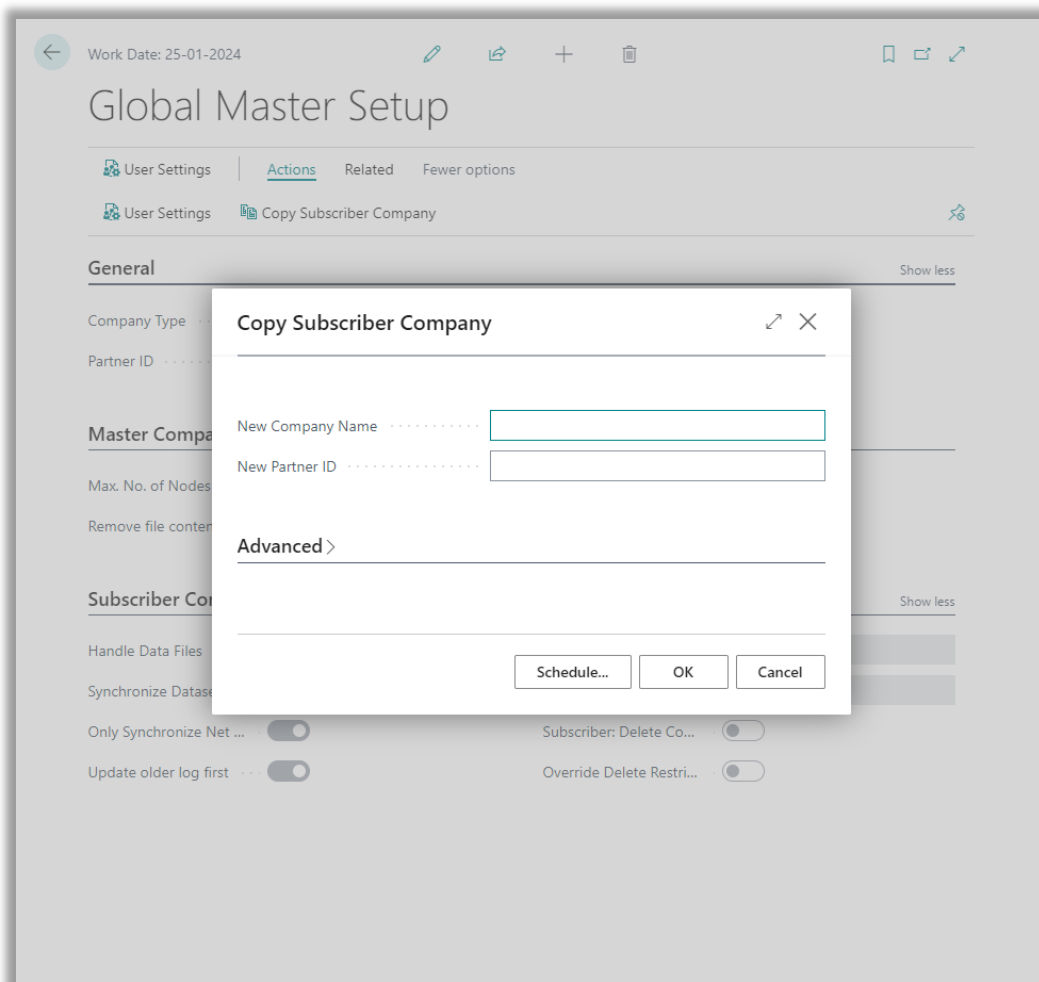 Work Date: 25-01-2024
Global Master Setup
User Settings Actions Related Fewer options
User Settings Copy Subscriber Company
General Show less
Company Type
Partner ID
Copy Subscriber Company
New Company Name
New Partner ID
Advanced
Schedule... OK Cancel
Master Compa
Max. No. of Nodes
Remove file conten
Subscriber Co Show less
Handle Data Files
Synchronize Datase
Only Synchronize Net ... Subscriber: Delete Co...
Update older log first Override Delete Restri...